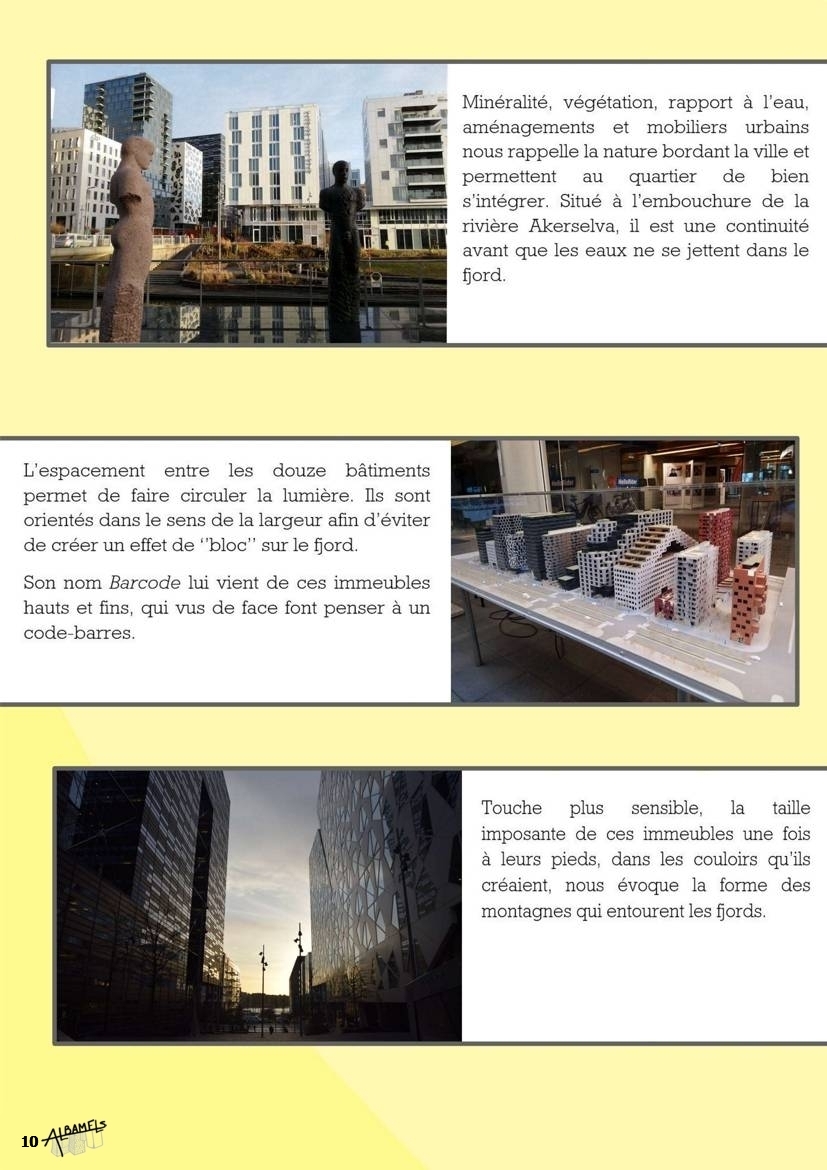 Minéralité, végétation, rapport à l'eau,
aménagements et mobiliers urbains
nous rappelle la nature bordant la ville et
permettent au quartier de bien
s'intégrer. Situé à l'embouchure de la
rivière Akerselva, il est une continuité
avant que les eaux ne se jettent dans le
fjord.
L'espacement entre les douze bâtiments
permet de faire circuler la lumière. Ils sont
orientés dans le sens de la largeur afin d'éviter
de créer un effet de ‘'bloc'' sur le fjord.
Son nom Barcode lui vient de ces immeubles
hauts et fins, qui vus de face font penser à un
code-barres.
Touche plus sensible, la taille
imposante de ces immeubles une fois
à leurs pieds, dans les couloirs qu'ils
créaient, nous évoque la forme des
montagnes qui entourent les fjords.
10 ALBAMELs